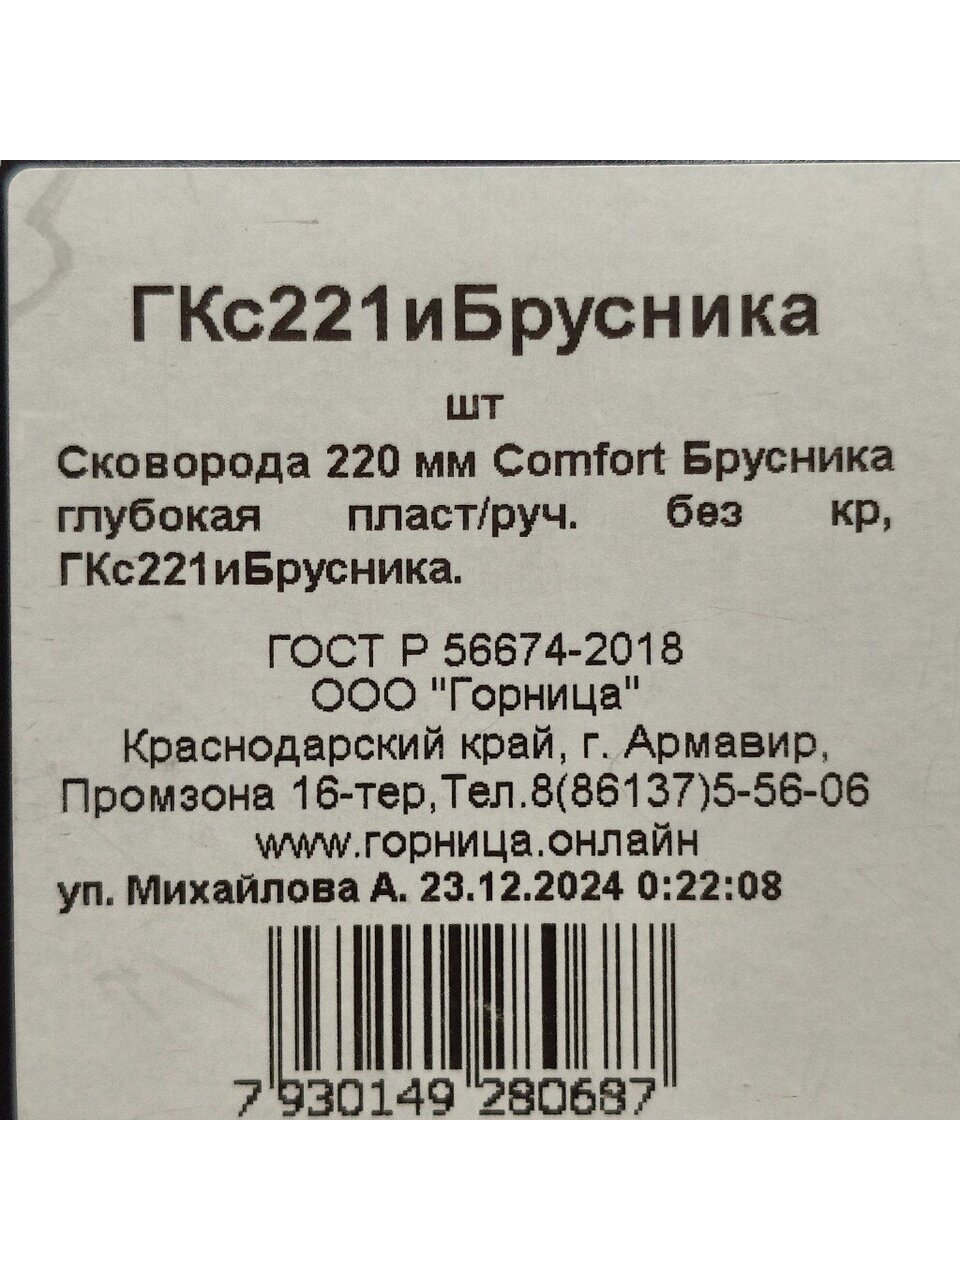 ГКс221иБрусника
шт
Сковорода 220 мм Comfort Брусника
глубокая пласт/руч. без кр,
ГКс221иБрусника.
ГОСТ Р 56674-2018
ООО "Горница"
Краснодарский край, г. Армавир,
Промзона 16-тер,Тел.8(86137)5-56-06
www.горница.онлайн
уп. Михайлова А. 23.12.2024 0:22:08
7 930149 280687